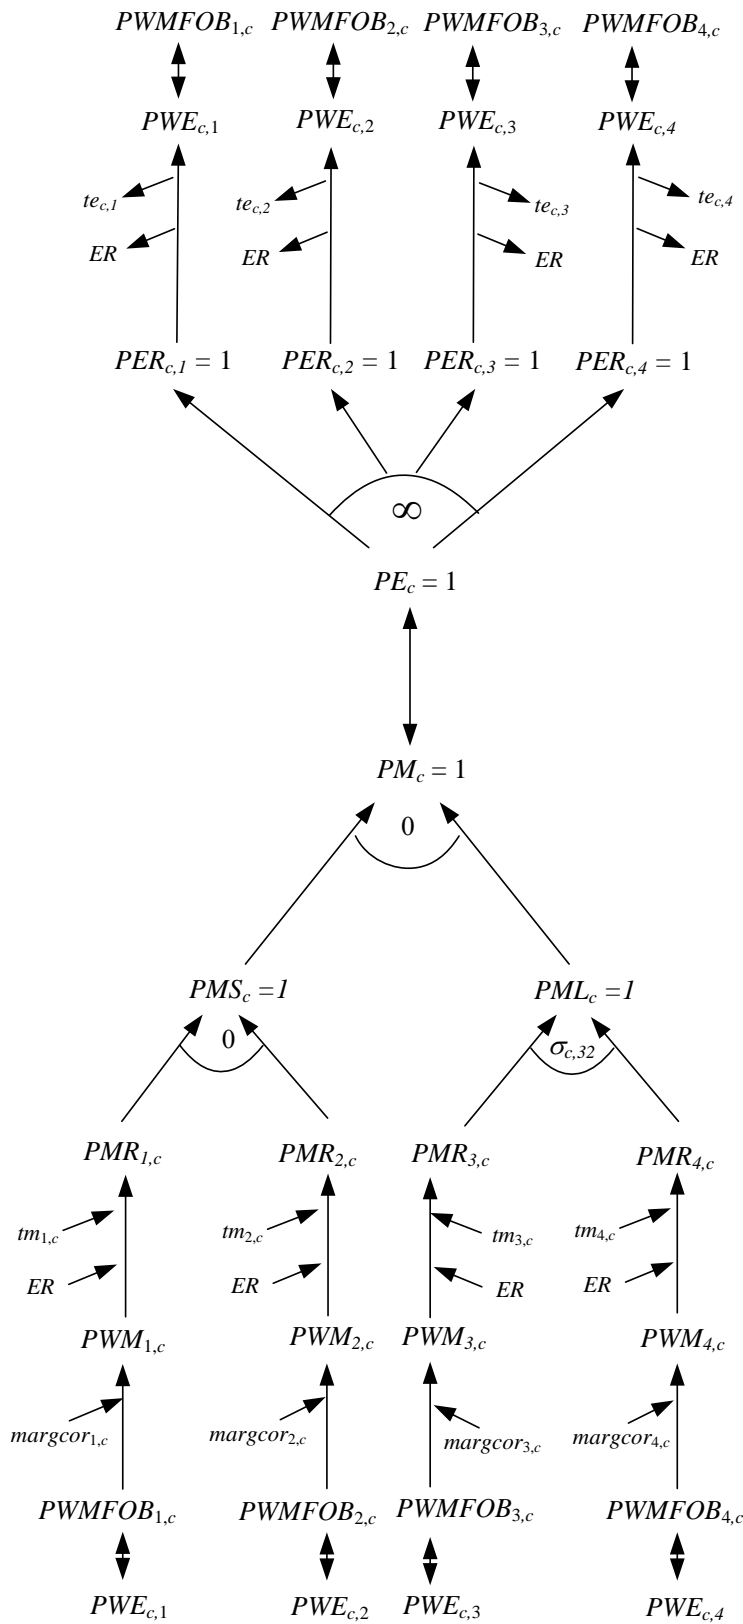 PWMFOB1,c PWMFOB2,c PWMFOB3,c PWMFOB4,c
PWEc,1 PWEc,2 PWEc,3 PWEc,4
tec,1 tec,2 tec,3 tec,4
ER ER ER ER
PERc,1 = 1 PERc,2 = 1 PERc,3 = 1 PERc,4 = 1
∞
PEc = 1
PMc = 1
0
PMSc =1 PMLc =1
0 σc,32
PMR1,c PMR2,c PMR3,c PMR4,c
tm1,c tm2,c tm3,c tm4,c
ER ER ER ER
PWM1,c PWM2,c PWM3,c PWM4,c
margcor1,c margcor2,c margcor3,c margcor4,c
PWMFOB1,c PWMFOB2,c PWMFOB3,c PWMFOB4,c
PWEc,1 PWEc,2 PWEc,3 PWEc,4